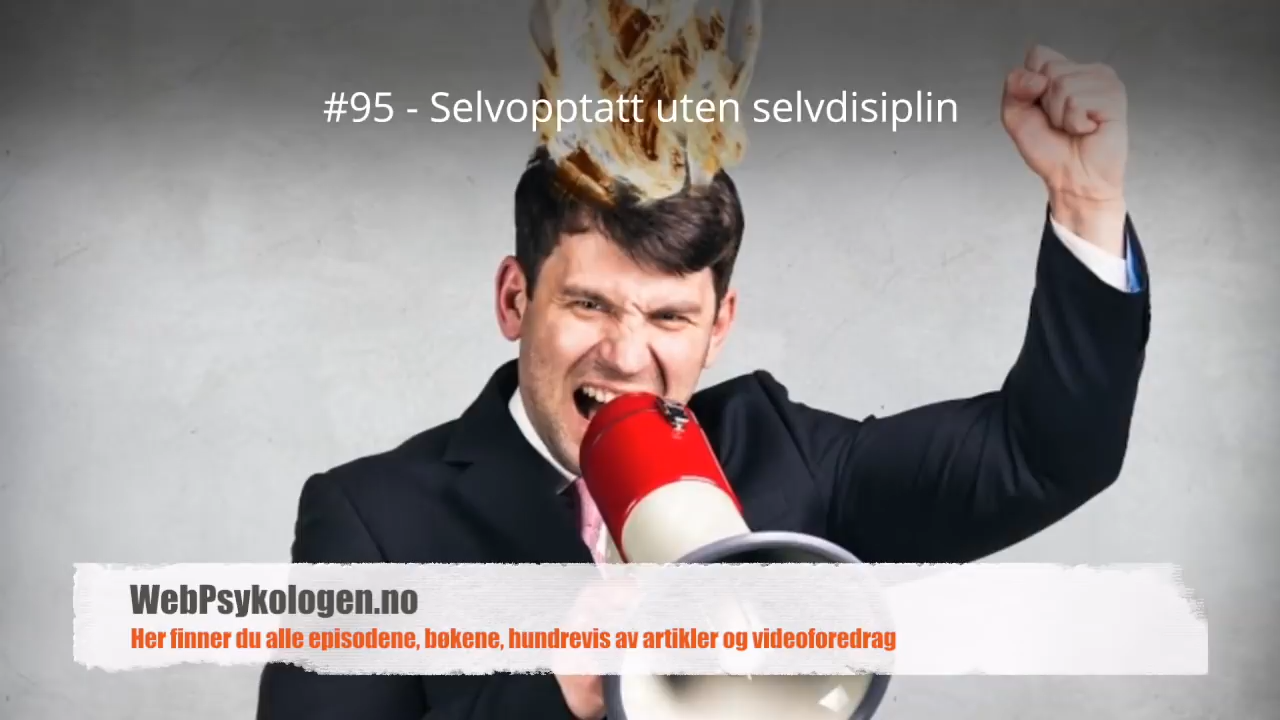 #95 - Selvopptatt uten selvdisiplin
WebPsykologen.no
Her finner du alle episodene, bøkene, hundrevis av artikler og videoforedrag